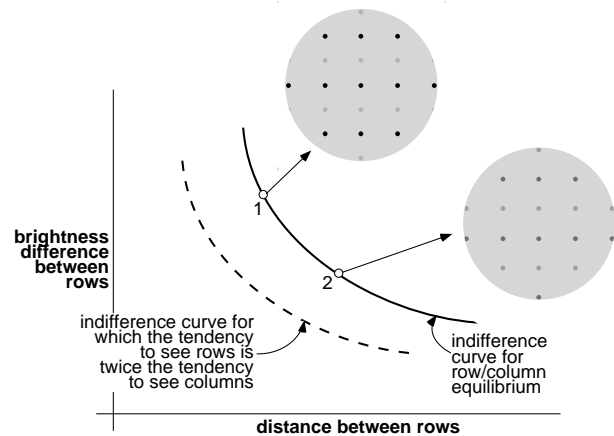 1
brightness
difference
between
rows
2
indifference curve for
which the tendency
to see rows is
twice the tendency
to see columns
indifference
curve for
row/column
equilibrium
distance between rows